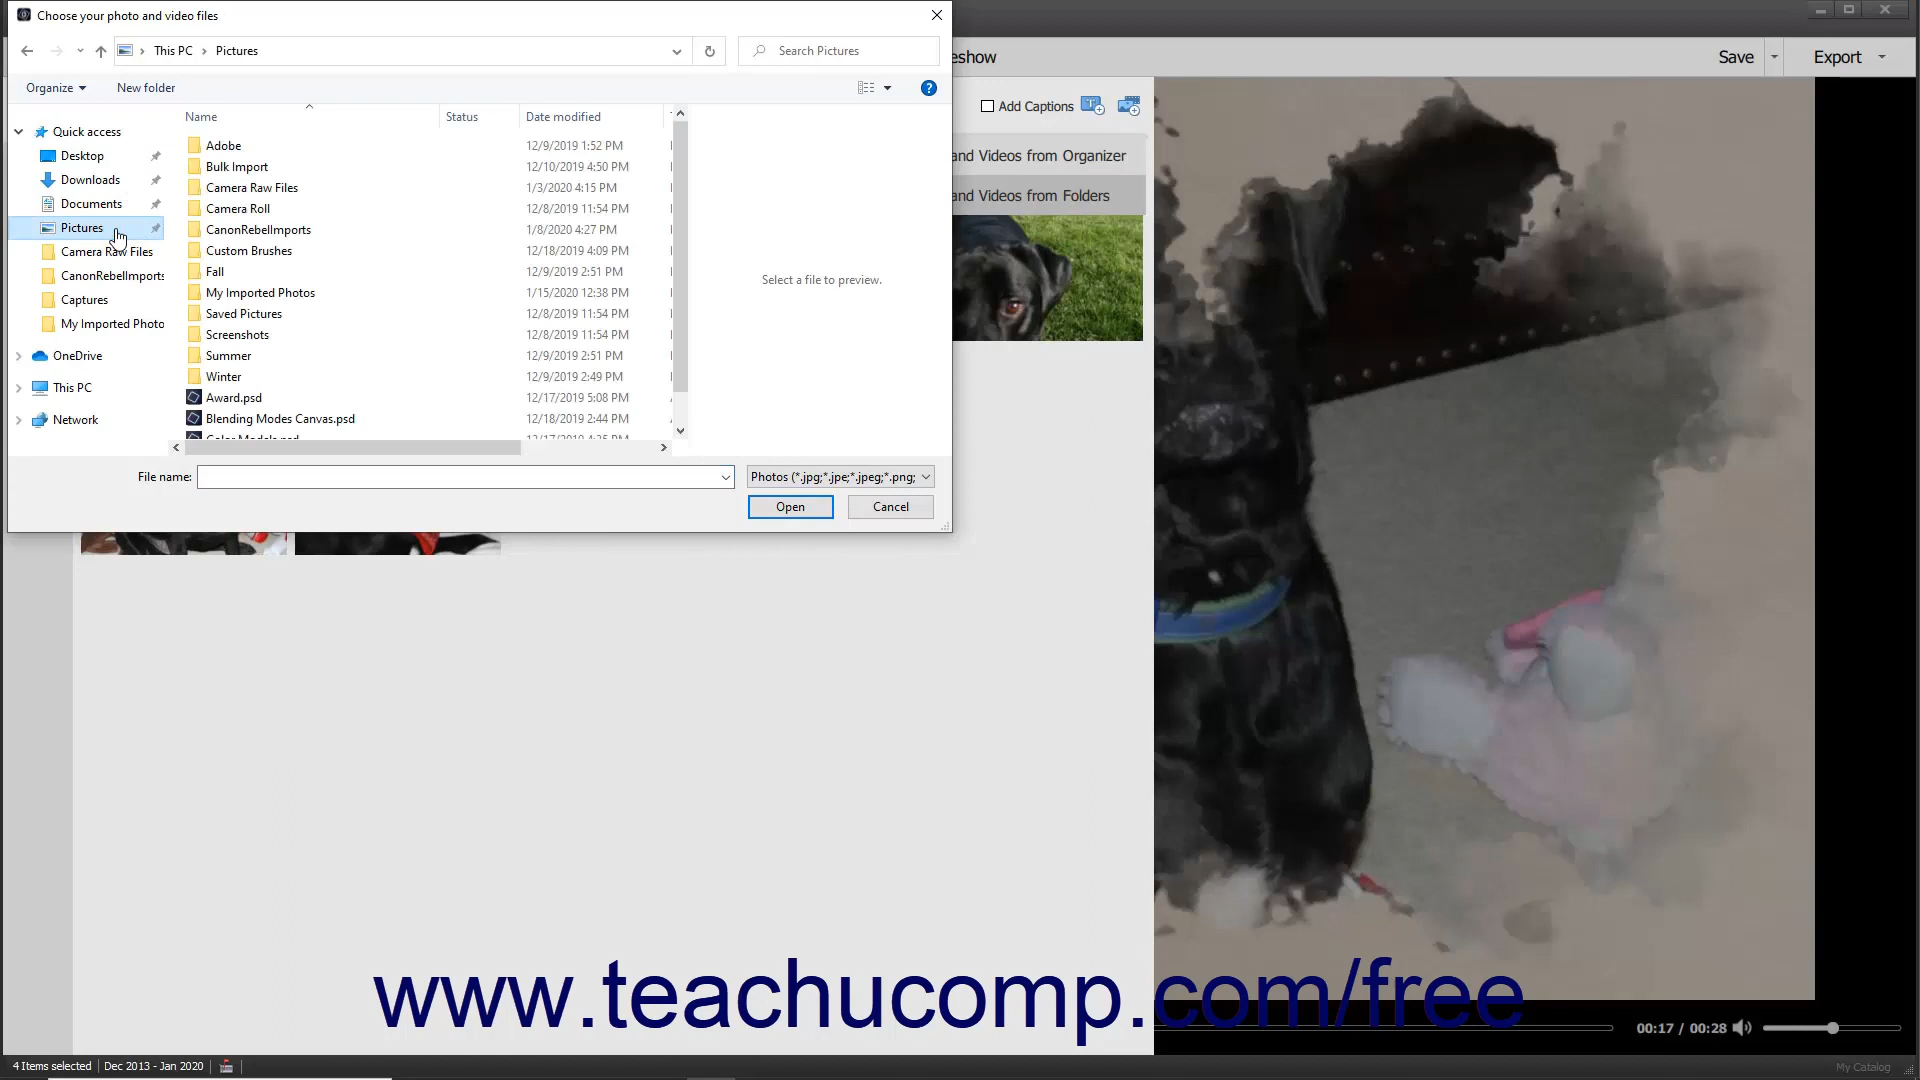 Choose your photo and video files
This PC
Pictures
Search Pictures
eshow
Save
Export
Organize
New folder
Add Captions
Name
Status
Date modified
Quick access
Desktop
Downloads
Documents
Pictures
Camera Raw Files
CanonRebelImports
Captures
My Imported Photo
OneDrive
This PC
Network
Adobe 12/9/2019 1:52 PM
Bulk Import 12/10/2019 4:50 PM
Camera Raw Files 1/3/2020 4:15 PM
Camera Roll 12/8/2019 11:54 PM
CanonRebelImports 1/8/2020 4:27 PM
Custom Brushes 12/18/2019 4:09 PM
Fall 12/9/2019 2:51 PM
My Imported Photos 1/15/2020 12:38 PM
Saved Pictures 12/8/2019 11:54 PM
Screenshots 12/8/2019 11:54 PM
Summer 12/9/2019 2:51 PM
Winter 12/9/2019 2:49 PM
Award.psd 12/17/2019 5:08 PM
Blending Modes Canvas.psd 12/18/2019 2:44 PM
Color Models.psd 12/17/2019 4:35 PM
Select a file to preview.
and Videos from Organizer
and Videos from Folders
File name:
Photos (*.jpg;*.jpe;*.jpeg;*.png;
Open
Cancel
www.teachucomp.com/free
00:17 / 00:28
4 Items selected
Dec 2013 - Jan 2020
My Catalog